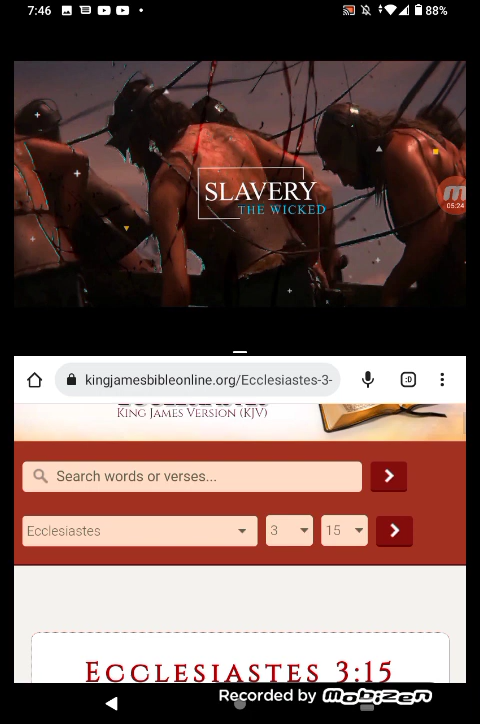 7:46
88%
SLAVERY
THE WICKED
05:24
kingjamesbibleonline.org/Ecclesiastes-3-
:D
King James Version (KJV)
Search words or verses...
Ecclesiastes
3
15
Ecclesiastes 3:15
Recorded by Mobizen